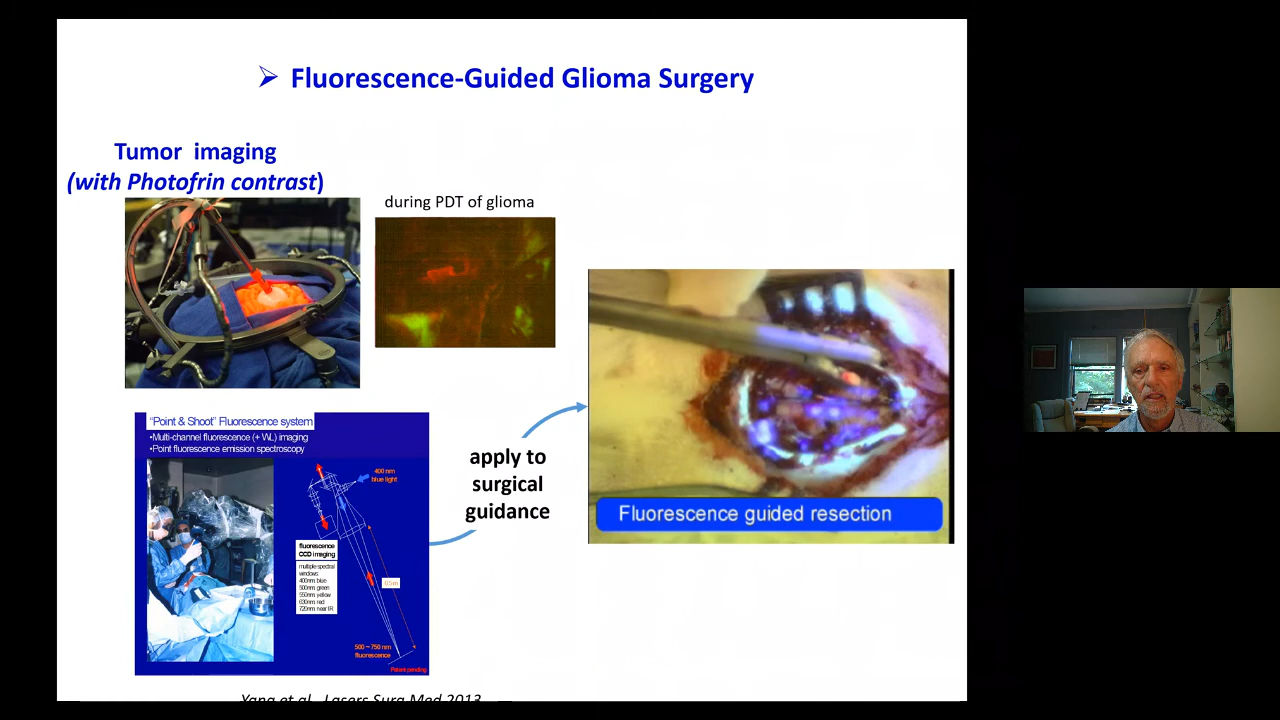 ➢ Fluorescence-Guided Glioma Surgery
Tumor imaging
(with Photofrin contrast)
during PDT of glioma
"Point & Shoot" Fluorescence system
•Multi-channel fluorescence (+ WL) imaging
•Point fluorescence emission spectroscopy
400 nm
blue light
fluorescence
CCD imaging
multiple-spectral
windows:
400nm: blue
500nm: green
550nm: yellow
630nm: red
720nm: near IR
0.5 m
500 ~ 750 nm
fluorescence
Patent pending
apply to
surgical
guidance
Fluorescence guided resection
Yang et al., Lasers Surg Med 2013